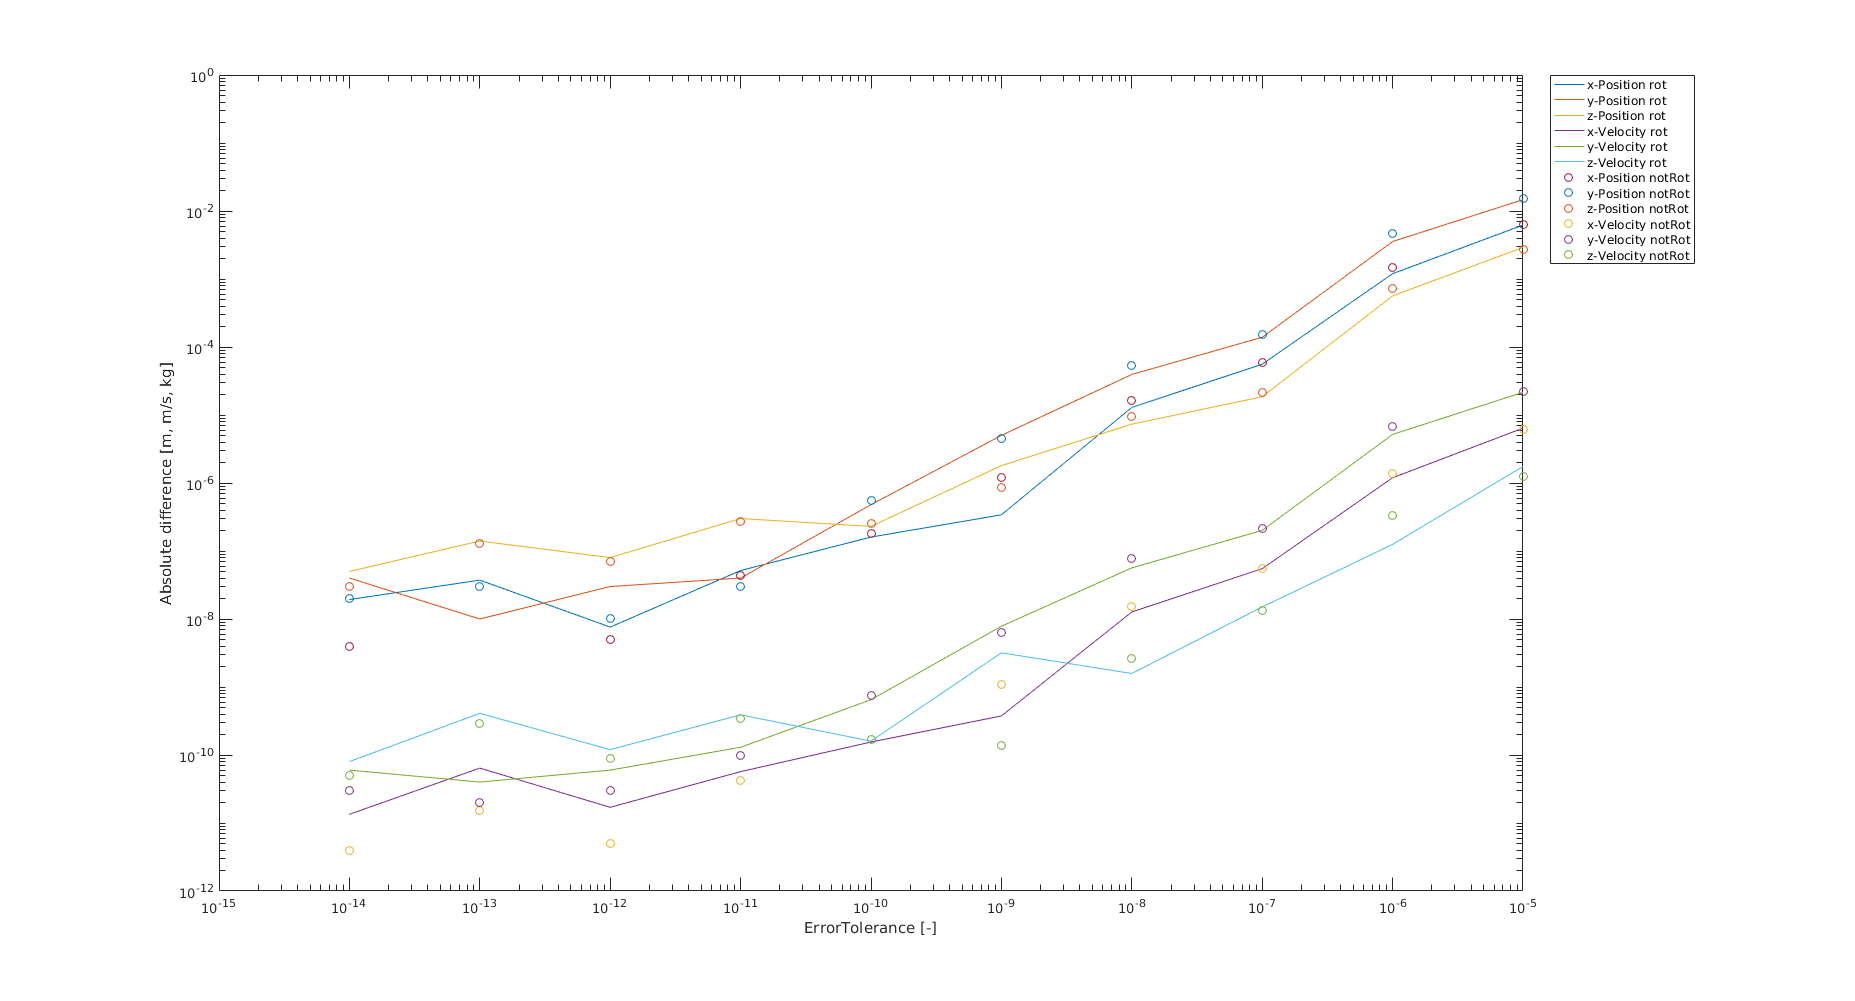 10^0
10^-2
10^-4
10^-6
10^-8
10^-10
10^-12
Absolute difference [m, m/s, kg]
10^-15
10^-14
10^-13
10^-12
10^-11
10^-10
10^-9
10^-8
10^-7
10^-6
10^-5
ErrorTolerance [-]
x-Position rot
y-Position rot
z-Position rot
x-Velocity rot
y-Velocity rot
z-Velocity rot
x-Position notRot
y-Position notRot
z-Position notRot
x-Velocity notRot
y-Velocity notRot
z-Velocity notRot